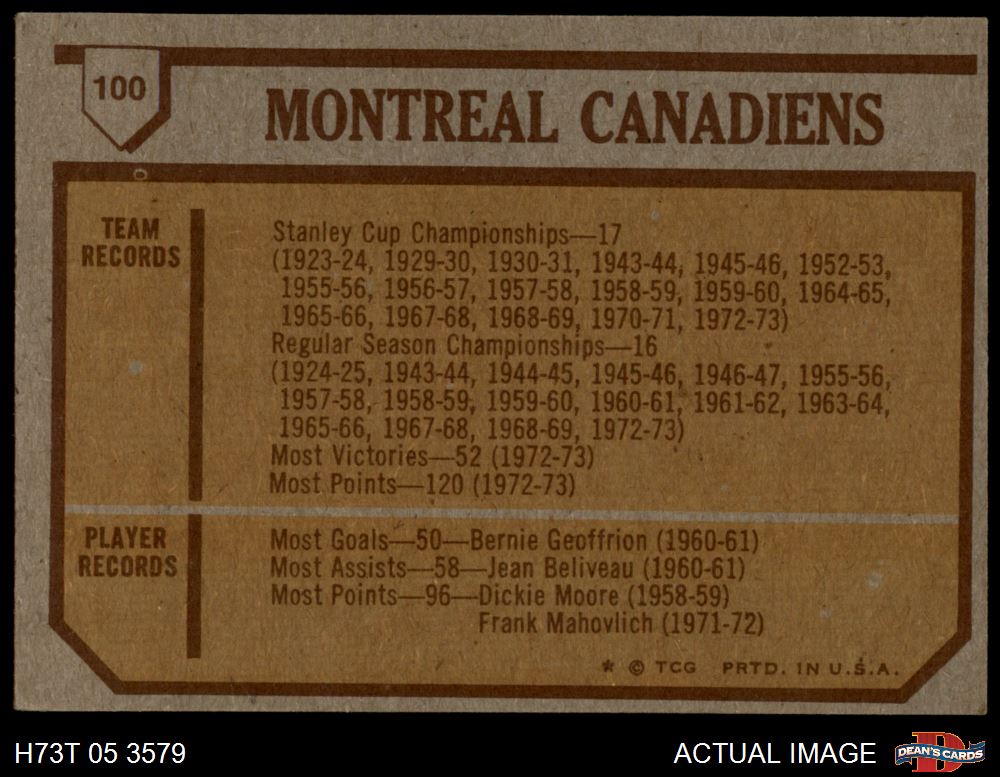 100
MONTREAL CANADIENS
TEAM
RECORDS
Stanley Cup Championships—17
(1923-24, 1929-30, 1930-31, 1943-44, 1945-46, 1952-53,
1955-56, 1956-57, 1957-58, 1958-59, 1959-60, 1964-65,
1965-66, 1967-68, 1968-69, 1970-71, 1972-73)
Regular Season Championships—16
(1924-25, 1943-44, 1944-45, 1945-46, 1946-47, 1955-56,
1957-58, 1958-59, 1959-60, 1960-61, 1961-62, 1963-64,
1965-66, 1967-68, 1968-69, 1972-73)
Most Victories—52 (1972-73)
Most Points—120 (1972-73)
PLAYER
RECORDS
Most Goals—50—Bernie Geoffrion (1960-61)
Most Assists—58—Jean Beliveau (1960-61)
Most Points—96—Dickie Moore (1958-59)
Frank Mahovlich (1971-72)
* © TCG PRTD. IN U.S.A.
H73T 05 3579
ACTUAL IMAGE
D
DEAN'S CARDS